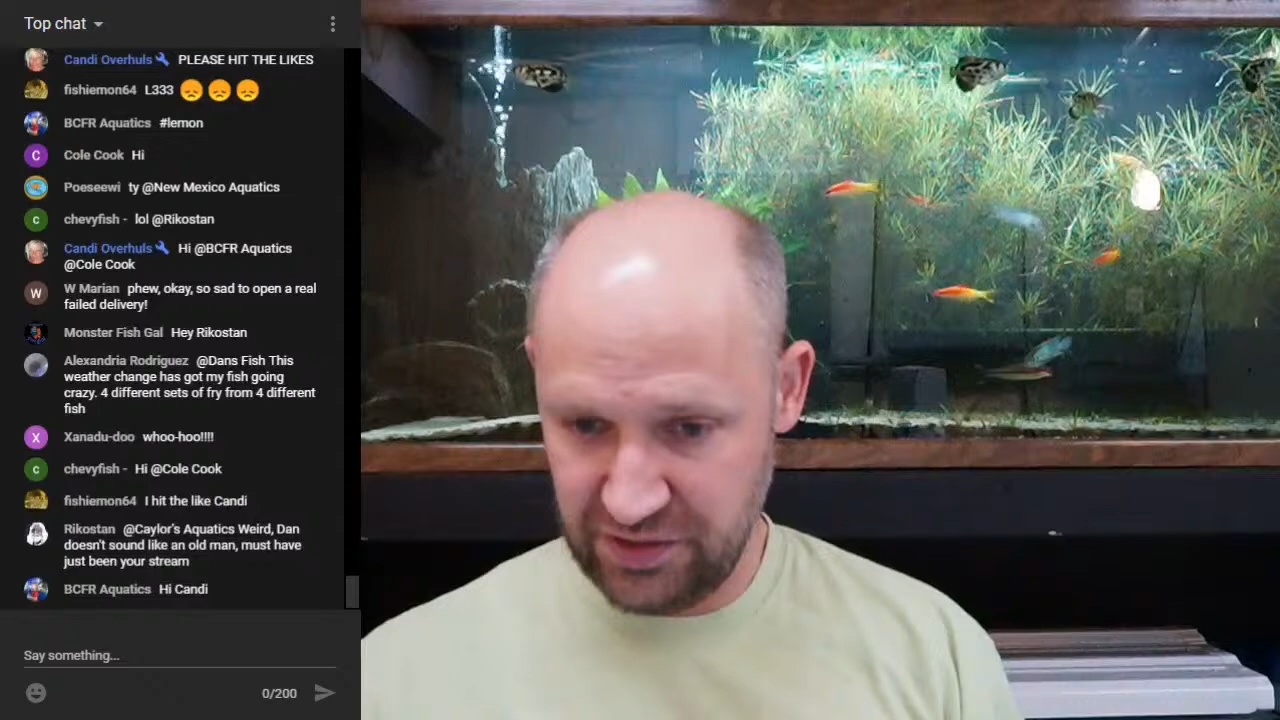 Top chat
Candi Overhuls PLEASE HIT THE LIKES
fishiemon64 L333
BCFR Aquatics #lemon
C Cole Cook Hi
Poeseewi ty @New Mexico Aquatics
c chevyfish - lol @Rikostan
Candi Overhuls Hi @BCFR Aquatics
@Cole Cook
W W Marian phew, okay, so sad to open a real
failed delivery!
Monster Fish Gal Hey Rikostan
Alexandria Rodriguez @Dans Fish This
weather change has got my fish going
crazy. 4 different sets of fry from 4 different
fish
X Xanadu-doo whoo-hoo!!!!
c chevyfish - Hi @Cole Cook
fishiemon64 I hit the like Candi
Rikostan @Caylor's Aquatics Weird, Dan
doesn't sound like an old man, must have
just been your stream
BCFR Aquatics Hi Candi
Say something...
0/200